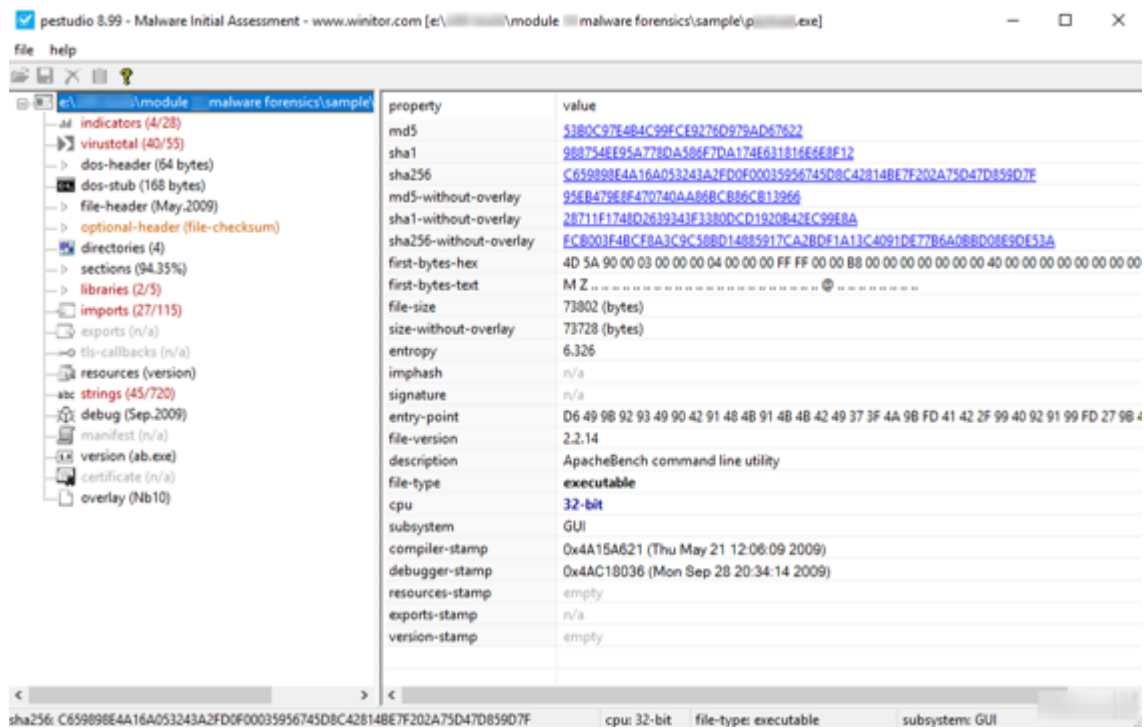 pestudio 8.99 - Malware Initial Assessment - www.winitor.com [e:\ \module malware forensics\sample\p .exe]
file help
e:\ \module malware forensics\sample\
indicators (4/28)
virustotal (40/55)
dos-header (64 bytes)
dos-stub (168 bytes)
file-header (May.2009)
optional-header (file-checksum)
directories (4)
sections (94.35%)
libraries (2/5)
imports (27/115)
exports (n/a)
tls-callbacks (n/a)
resources (version)
abc strings (45/720)
debug (Sep.2009)
manifest (n/a)
version (ab.exe)
certificate (n/a)
overlay (Nb10)
property value
md5 53B0C97E4B4C99FCE9276D979AD67622
sha1 988754EE95A778DA586F7DA174E631816E6E8F12
sha256 C659898E4A16A053243A2FD0F00035956745D8C42814BE7F202A75D47D859D7F
md5-without-overlay 95EB479E8F470740AA86BCB86CB13966
sha1-without-overlay 28711F1748D2639343F3380DCD1920B42EC99E8A
sha256-without-overlay FCB003F4BCF8A3C9C58BD14885917CA2BDF1A13C4091DE77B6A0BBD08E9DE53A
first-bytes-hex 4D 5A 90 00 03 00 00 00 04 00 00 00 FF FF 00 00 B8 00 00 00 00 00 00 00 40 00 00 00 00 00 00 00 00
first-bytes-text M Z .. .. .. .. .. .. .. .. .. .. .. .. .. .. .. .. .. .. .. .. .. .. @ .. .. .. .. .. .. .. ..
file-size 73802 (bytes)
size-without-overlay 73728 (bytes)
entropy 6.326
imphash n/a
signature n/a
entry-point D6 49 9B 92 93 49 90 42 91 48 4B 91 4B 4B 42 49 37 3F 4A 9B FD 41 42 2F 99 40 92 91 99 FD 27 9B 4
file-version 2.2.14
description ApacheBench command line utility
file-type executable
cpu 32-bit
subsystem GUI
compiler-stamp 0x4A15A621 (Thu May 21 12:06:09 2009)
debugger-stamp 0x4AC18036 (Mon Sep 28 20:34:14 2009)
resources-stamp empty
exports-stamp n/a
version-stamp empty
sha256: C659898E4A16A053243A2FD0F00035956745D8C42814BE7F202A75D47D859D7F cpu: 32-bit file-type: executable subsystem: GUI